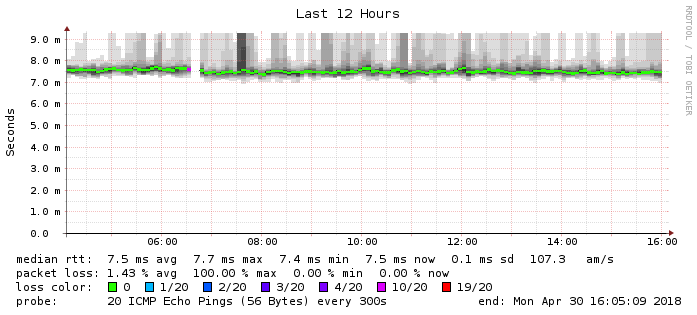 Last 12 Hours
RRDTOOL / TOBI OETIKER
Seconds
9.0 m
8.0 m
7.0 m
6.0 m
5.0 m
4.0 m
3.0 m
2.0 m
1.0 m
0.0
06:00 08:00 10:00 12:00 14:00 16:00
median rtt: 7.5 ms avg 7.7 ms max 7.4 ms min 7.5 ms now 0.1 ms sd 107.3 am/s
packet loss: 1.43 % avg 100.00 % max 0.00 % min 0.00 % now
loss color: 0 1/20 2/20 3/20 4/20 10/20 19/20
probe: 20 ICMP Echo Pings (56 Bytes) every 300s end: Mon Apr 30 16:05:09 2018